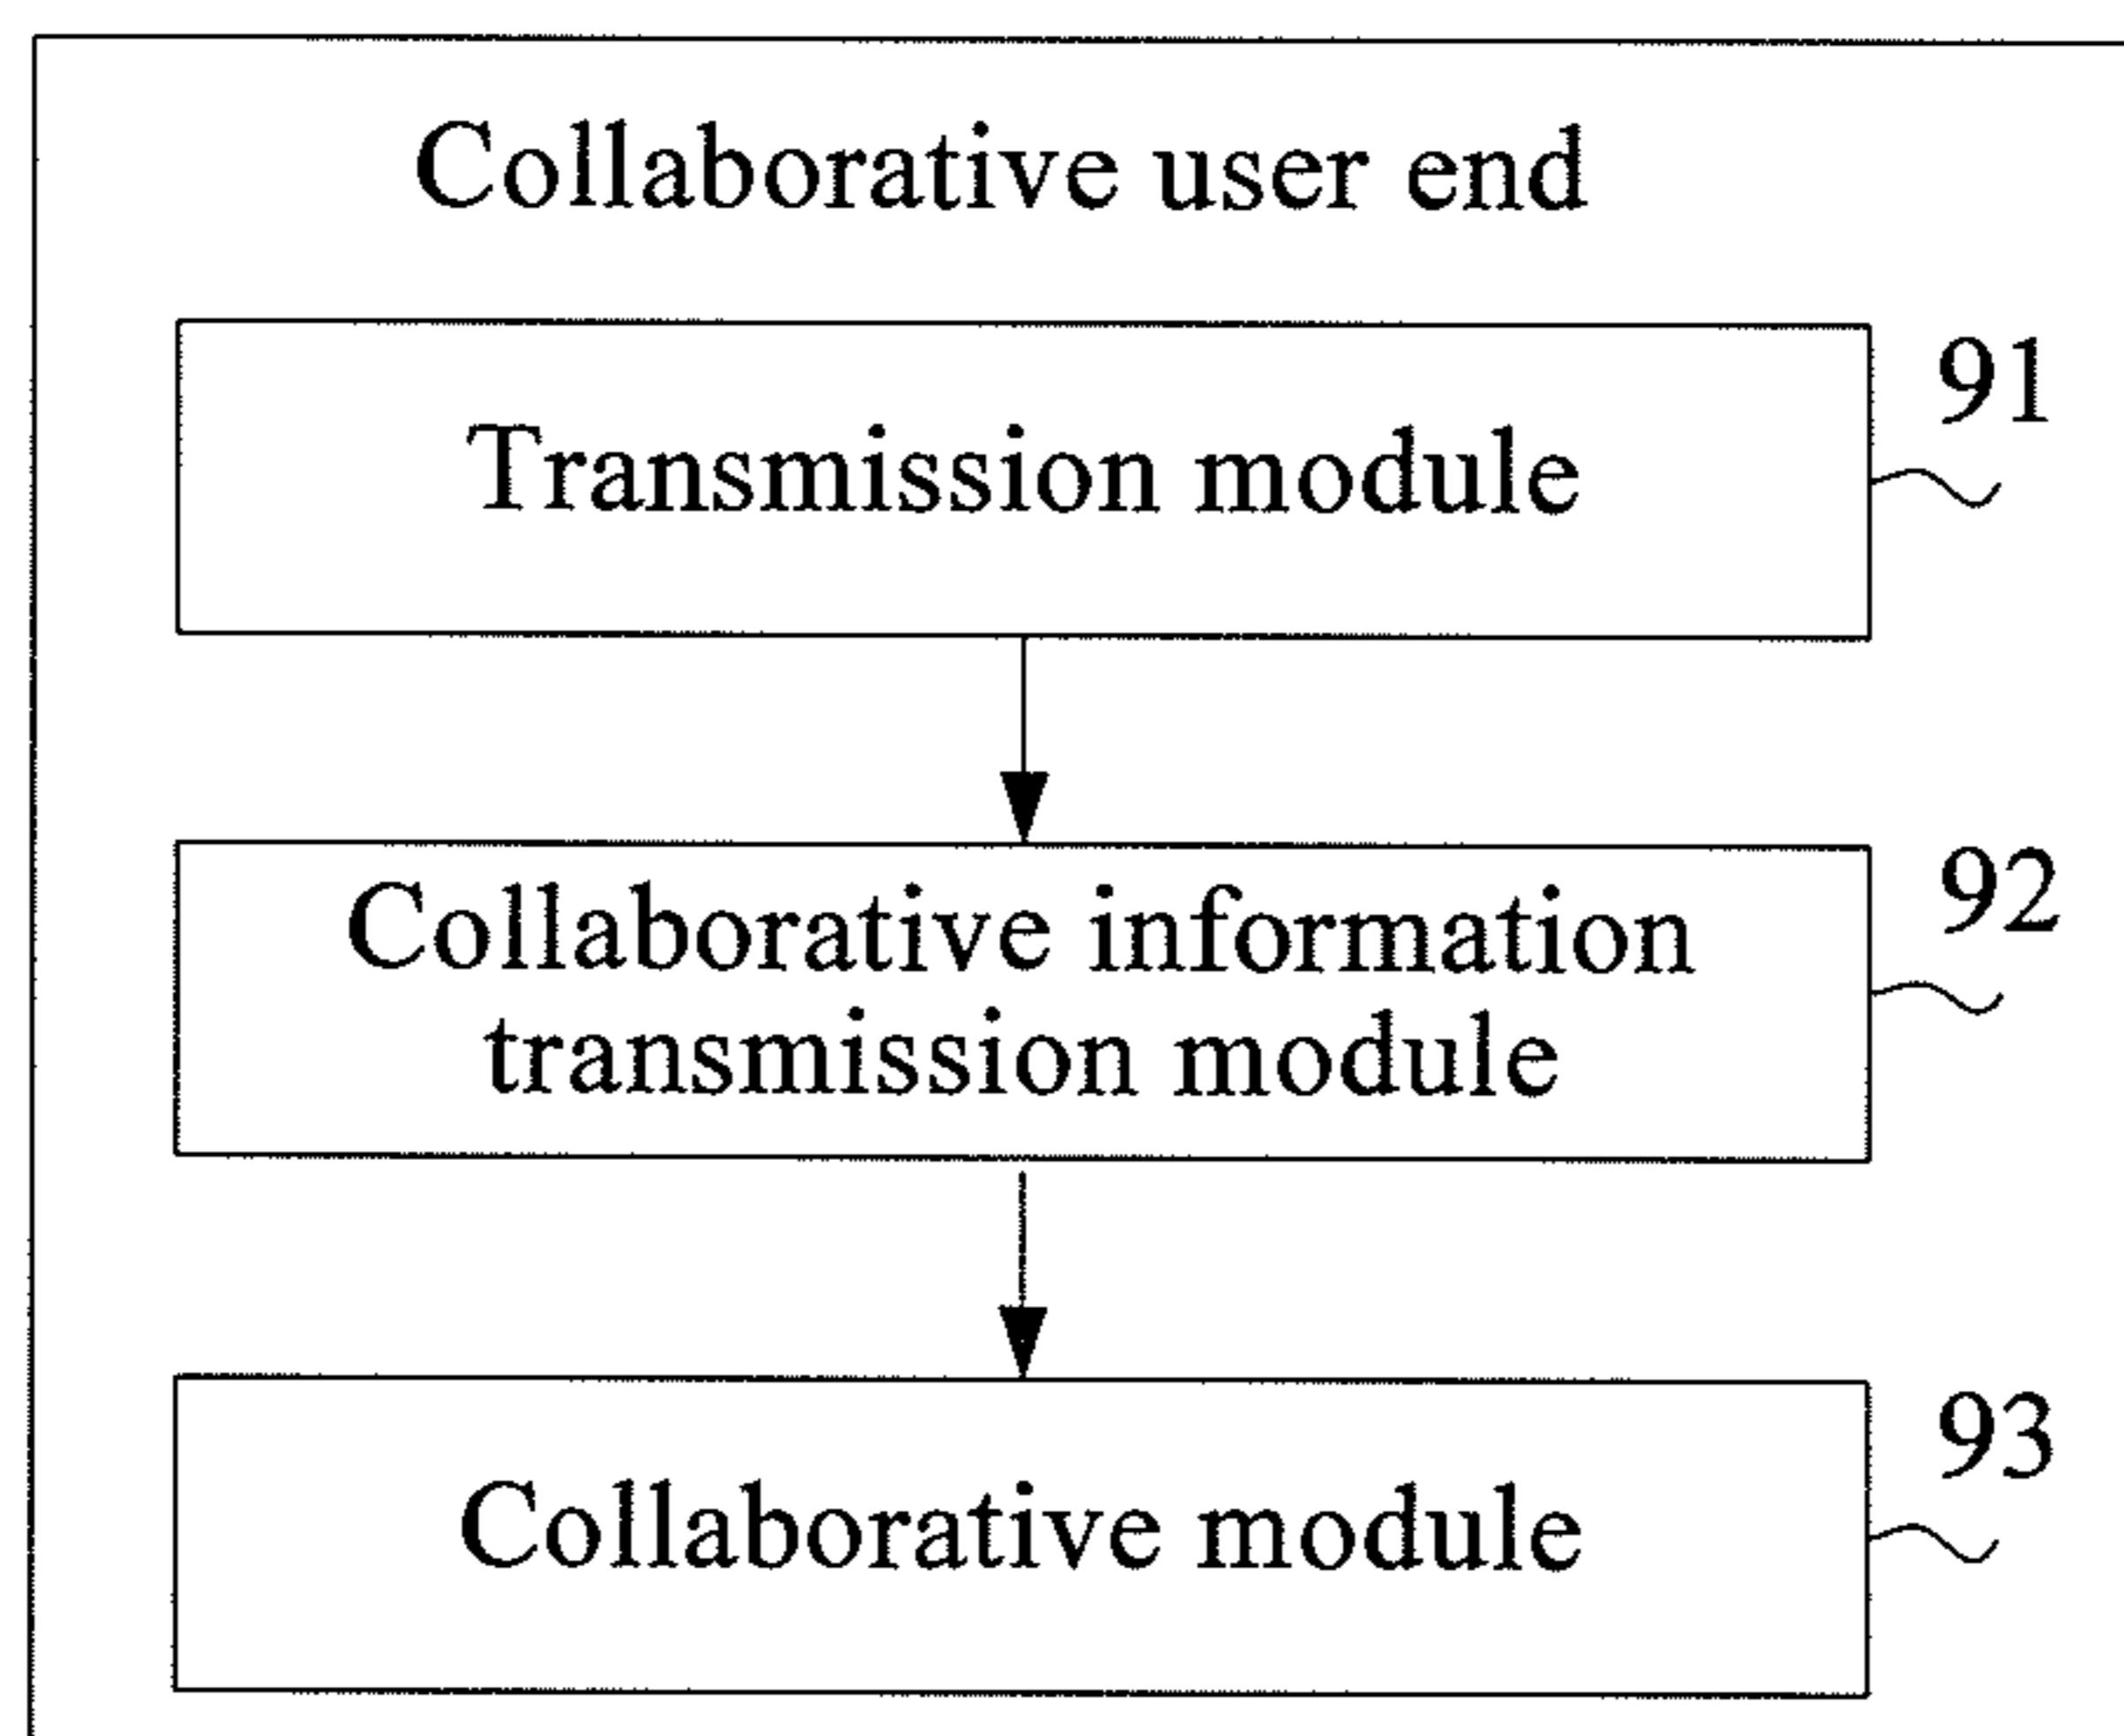 Collaborative user end
91
Transmission module
92
Collaborative information
transmission module
93
Collaborative module